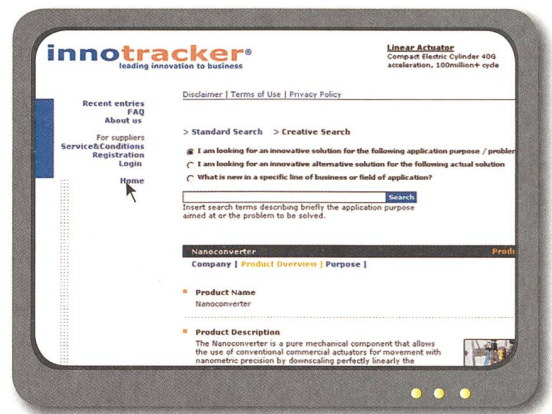 innotracker®
leading innovation to business
Linear Actuator
Compact Electric Cylinder 40G
acceleration, 100million+ cycle
Disclaimer | Terms of Use | Privacy Policy
Recent entries
FAQ
About us
For suppliers
Service&Conditions
Registration
Login
Home
> Standard Search > Creative Search
I am looking for an innovative solution for the following application purpose / problem
I am looking for an innovative alternative solution for the following actual solution
What is new in a specific line of business or field of application?
Search
Insert search terms describing briefly the application purpose
aimed at or the problem to be solved.
Nanoconverter Produ
Company | Product Overview | Purpose |
Product Name
Nanoconverter
Product Description
The Nanoconverter is a pure mechanical component that allows
the use of conventional commercial actuators for movement with
nanometric precision by downscaling perfectly linearly the